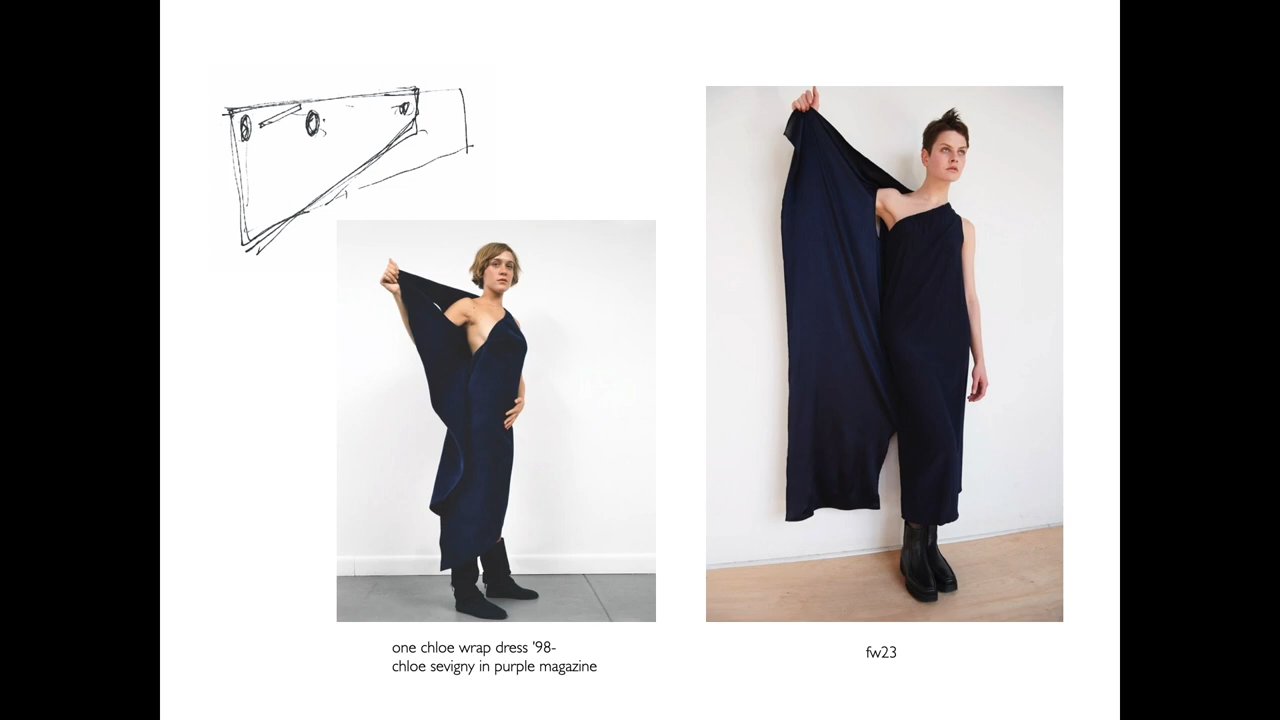 one chloe wrap dress '98-
chloe sevigny in purple magazine
fw23